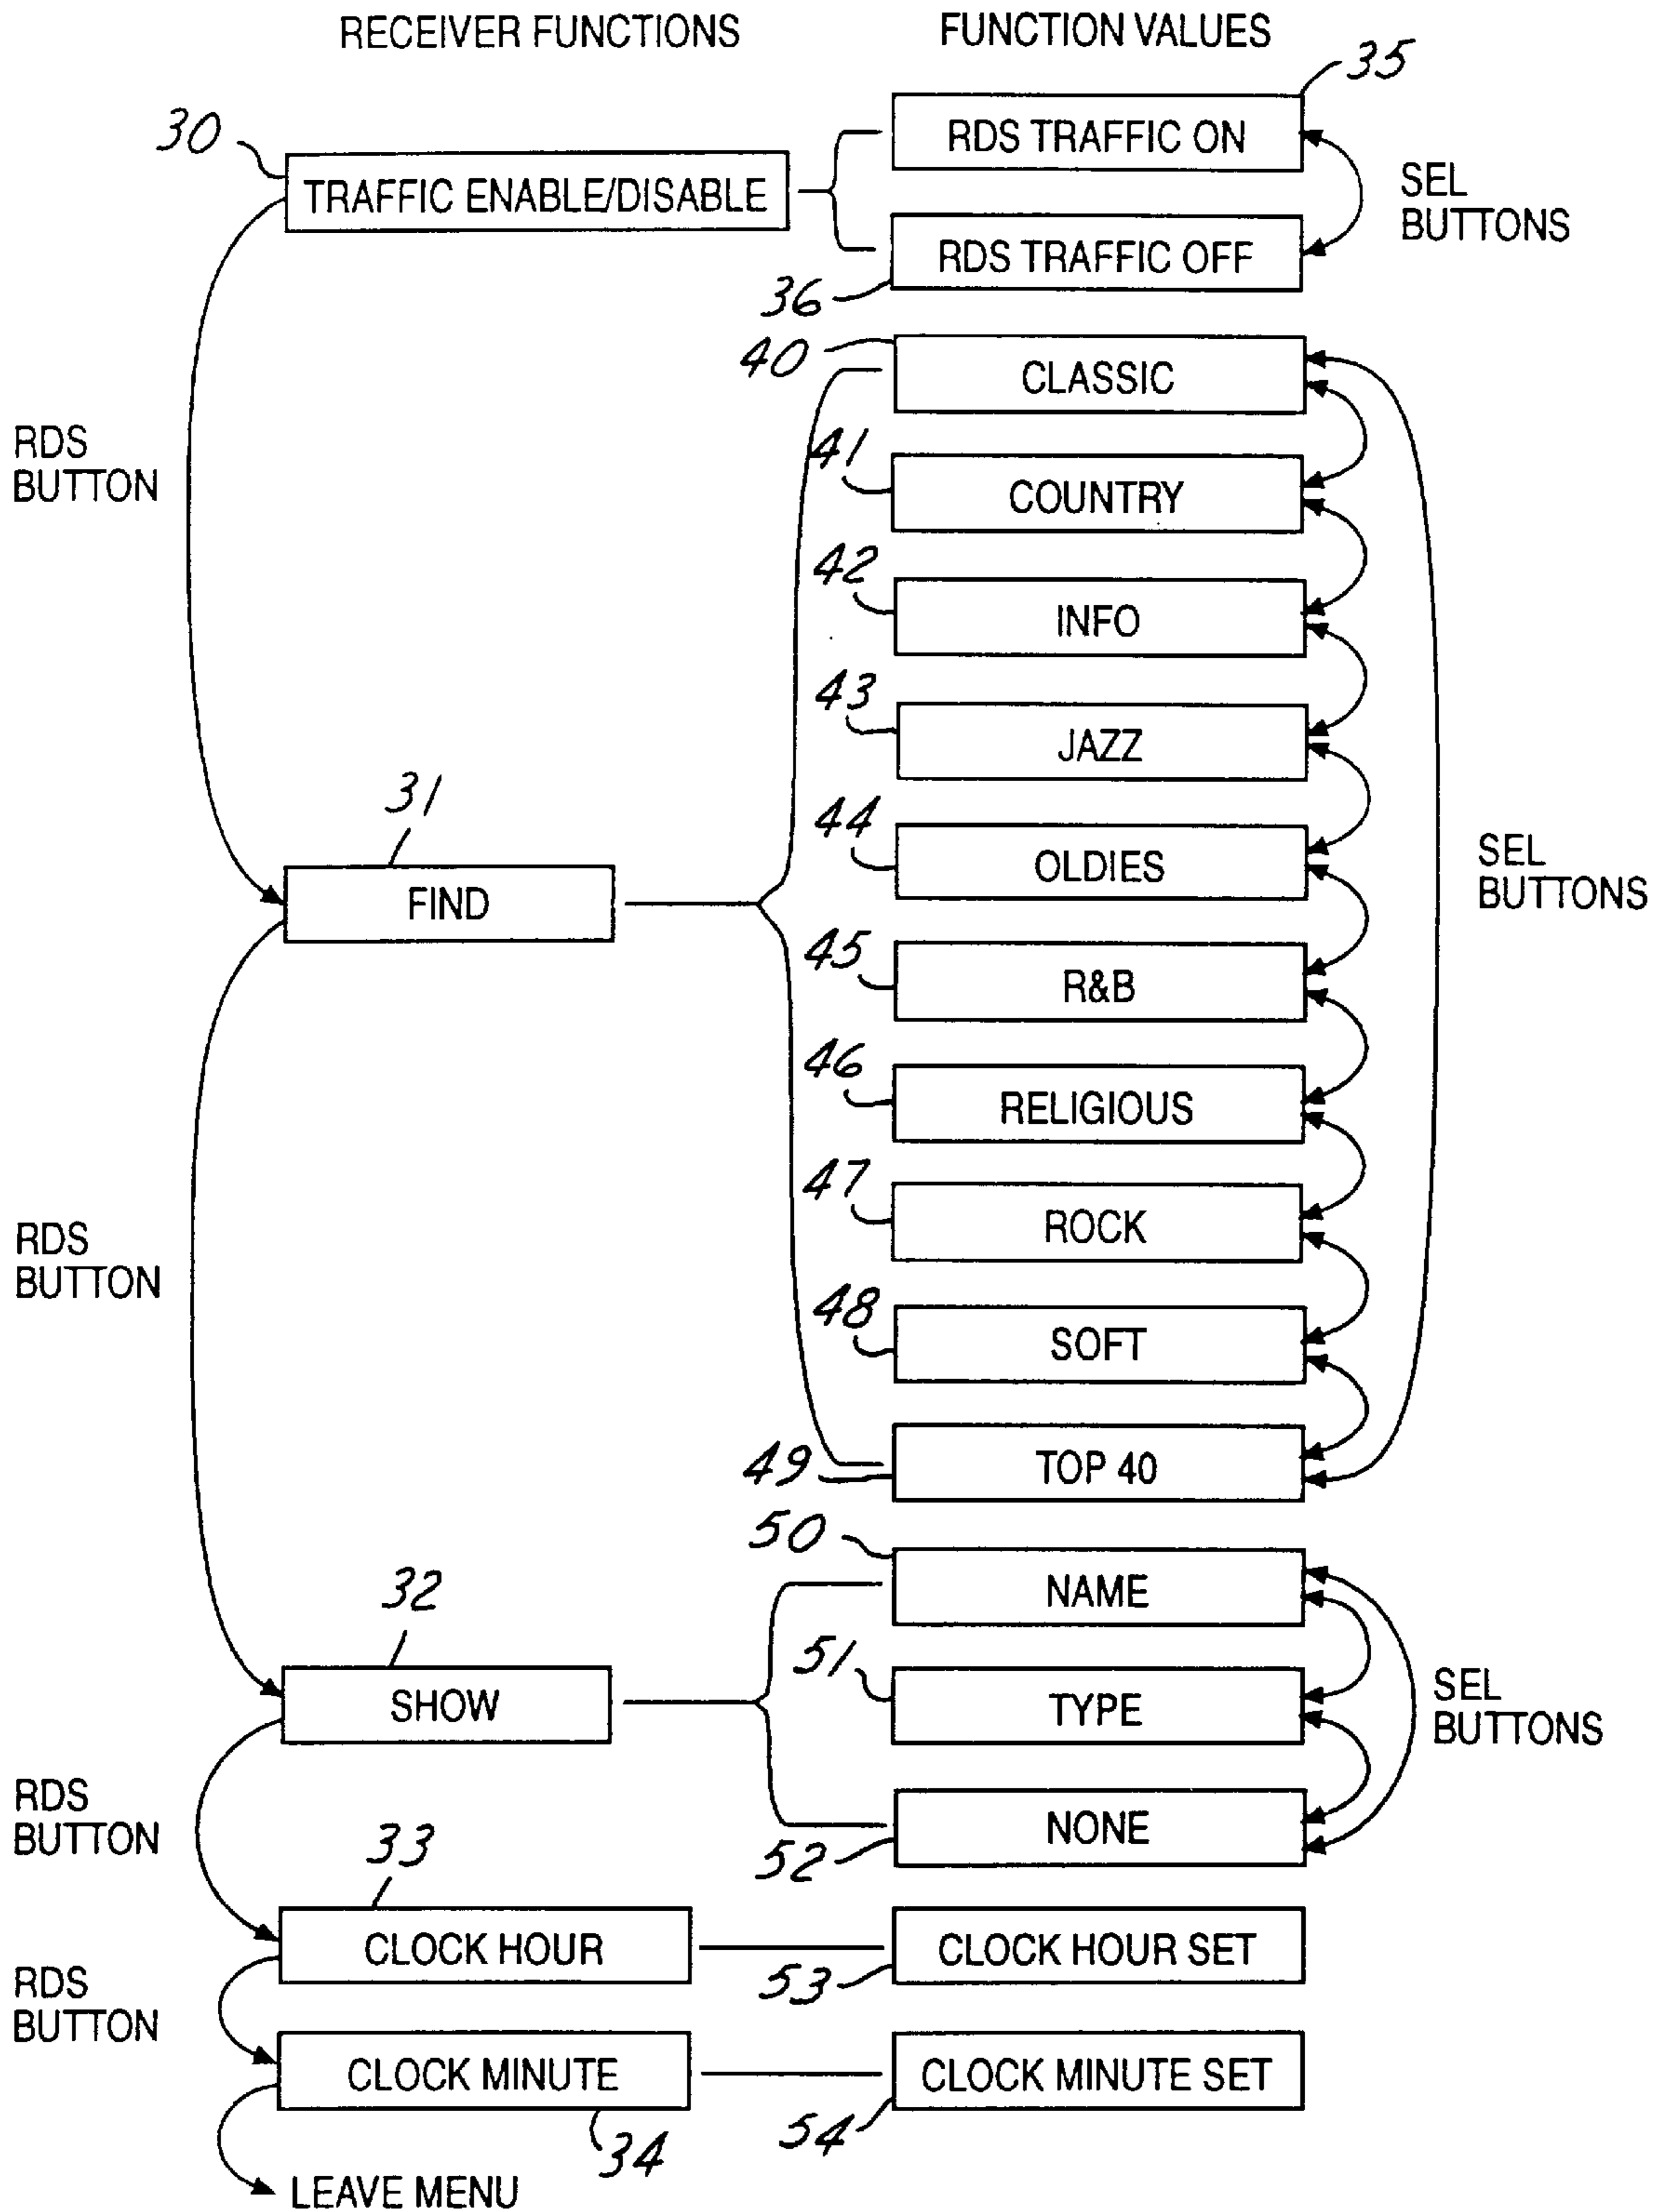 RECEIVER FUNCTIONS
FUNCTION VALUES
35
30
RDS TRAFFIC ON
TRAFFIC ENABLE/DISABLE
SEL
BUTTONS
RDS TRAFFIC OFF
36
40
CLASSIC
RDS
BUTTON
41
COUNTRY
42
INFO
43
JAZZ
31
44
OLDIES
SEL
BUTTONS
FIND
45
R&B
46
RELIGIOUS
47
ROCK
RDS
BUTTON
48
SOFT
49
TOP 40
50
NAME
32
51
SHOW
TYPE
SEL
BUTTONS
RDS
BUTTON
NONE
52
33
CLOCK HOUR
CLOCK HOUR SET
53
RDS
BUTTON
CLOCK MINUTE
CLOCK MINUTE SET
54
34
LEAVE MENU